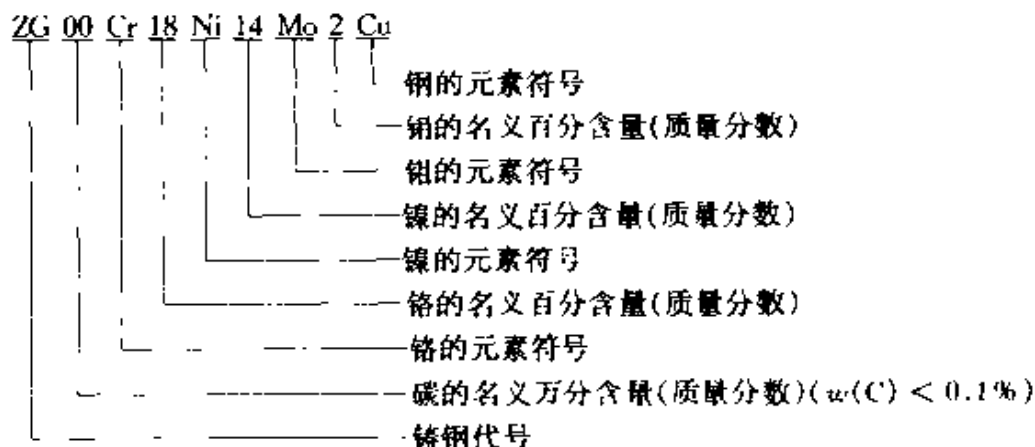 ZG 00 Cr 18 Ni 14 Mo 2 Cu
铜的元素符号
钼的名义百分含量(质量分数)
钼的元素符号
镍的名义百分含量(质量分数)
镍的元素符号
铬的名义百分含量(质量分数)
铬的元素符号
碳的名义万分含量(质量分数)(w(C) < 0.1%)
铸钢代号